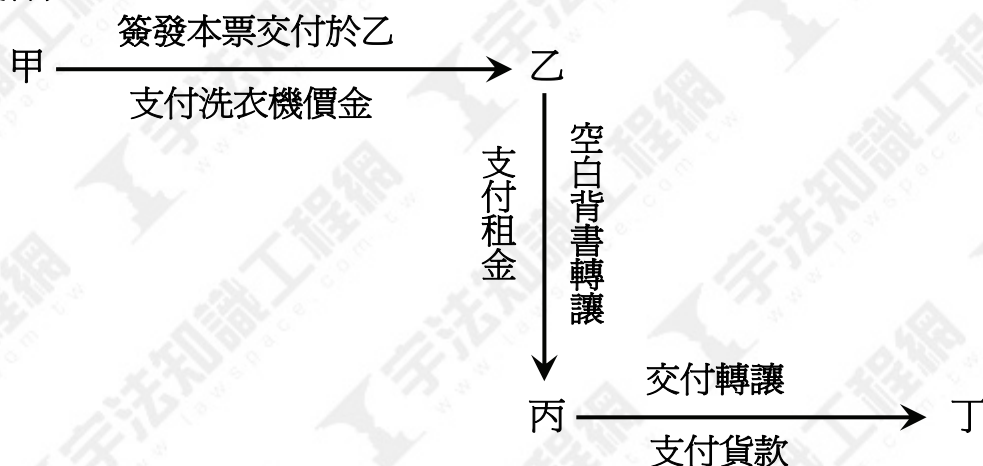 簽發本票交付於乙
甲
乙
支付洗衣機價金
支付租金
空白背書轉讓
交付轉讓
丙
丁
支付貨款